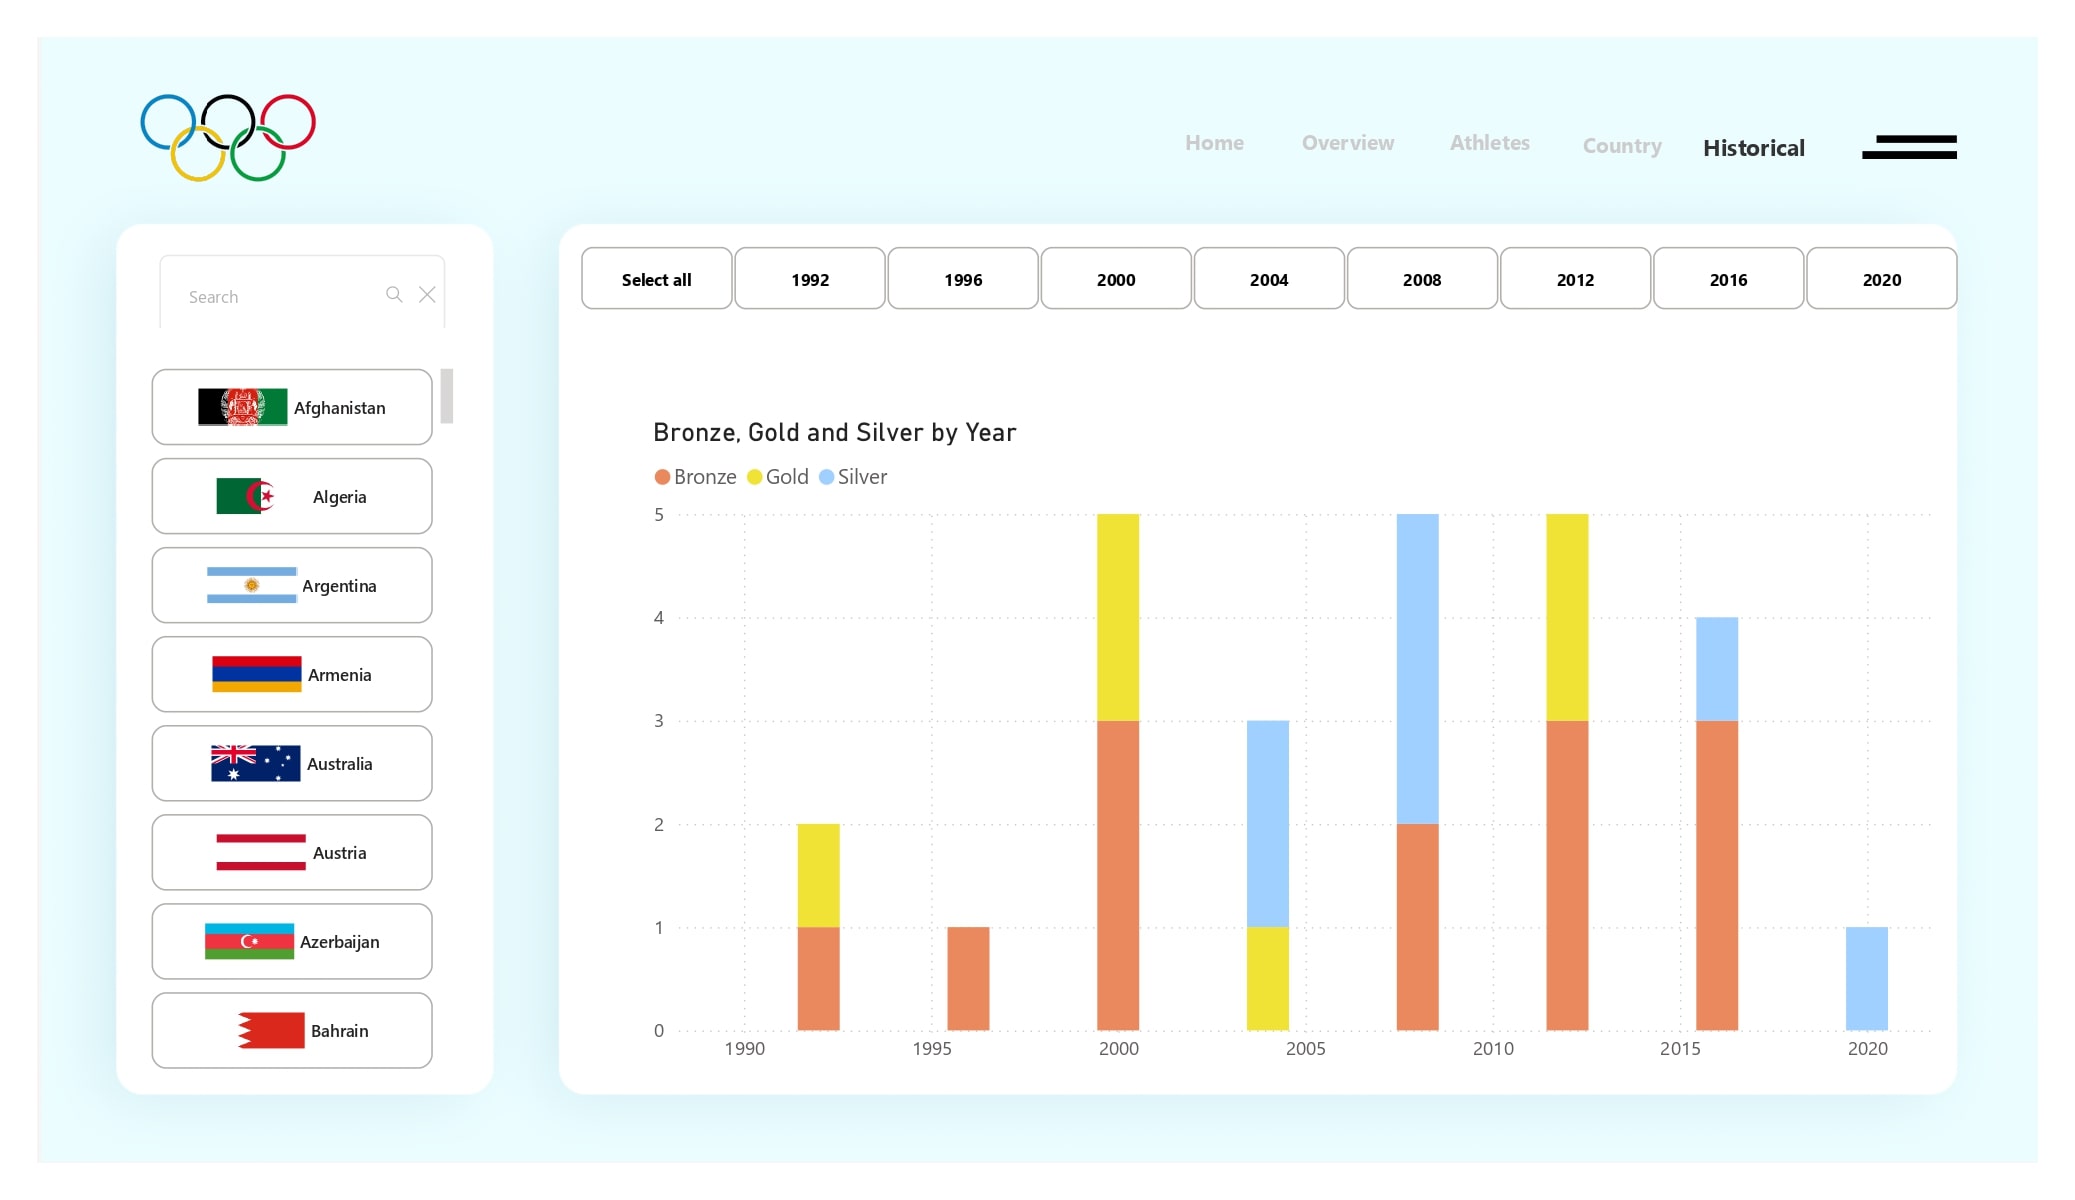 Home Overview Athletes Country Historical
Search
Afghanistan
Algeria
Argentina
Armenia
Australia
Austria
Azerbaijan
Bahrain
Select all 1992 1996 2000 2004 2008 2012 2016 2020
Bronze, Gold and Silver by Year
Bronze Gold Silver
5
4
3
2
1
0
1990 1995 2000 2005 2010 2015 2020